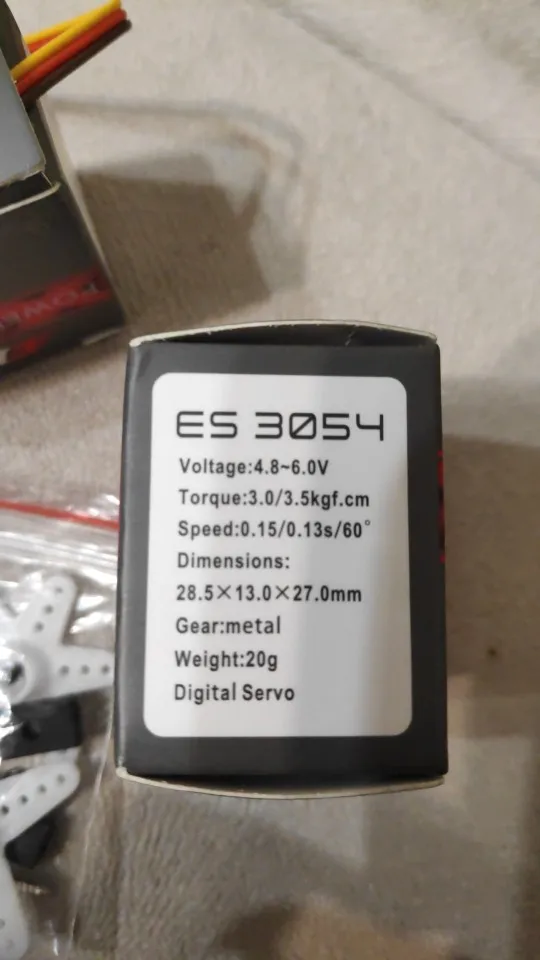 ES 3054
Voltage:4.8~6.0V
Torque:3.0/3.5kgf.cm
Speed:0.15/0.13s/60°
Dimensions:
28.5×13.0×27.0mm
Gear:metal
Weight:20g
Digital Servo